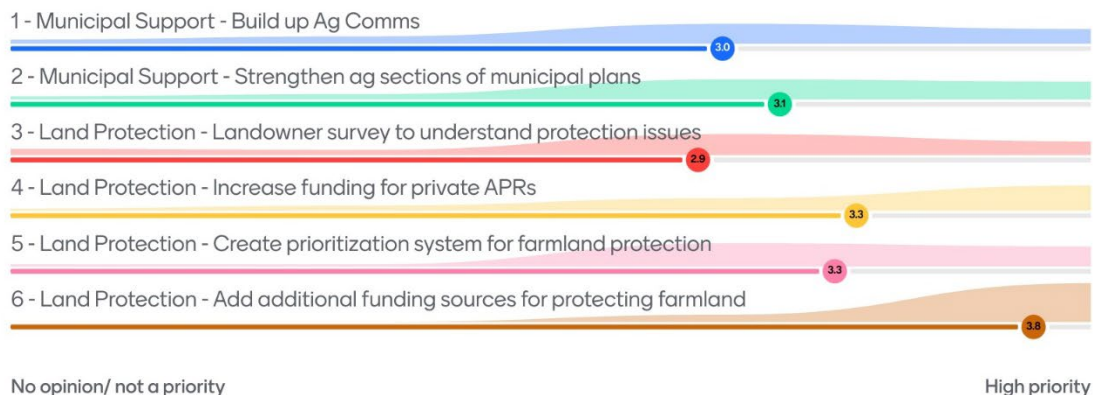 1 - Municipal Support - Build up Ag Comms
3.0
2 - Municipal Support - Strengthen ag sections of municipal plans
3.1
3 - Land Protection - Landowner survey to understand protection issues
2.9
4 - Land Protection - Increase funding for private APRs
3.3
5 - Land Protection - Create prioritization system for farmland protection
3.3
6 - Land Protection - Add additional funding sources for protecting farmland
3.8
No opinion/ not a priority
High priority